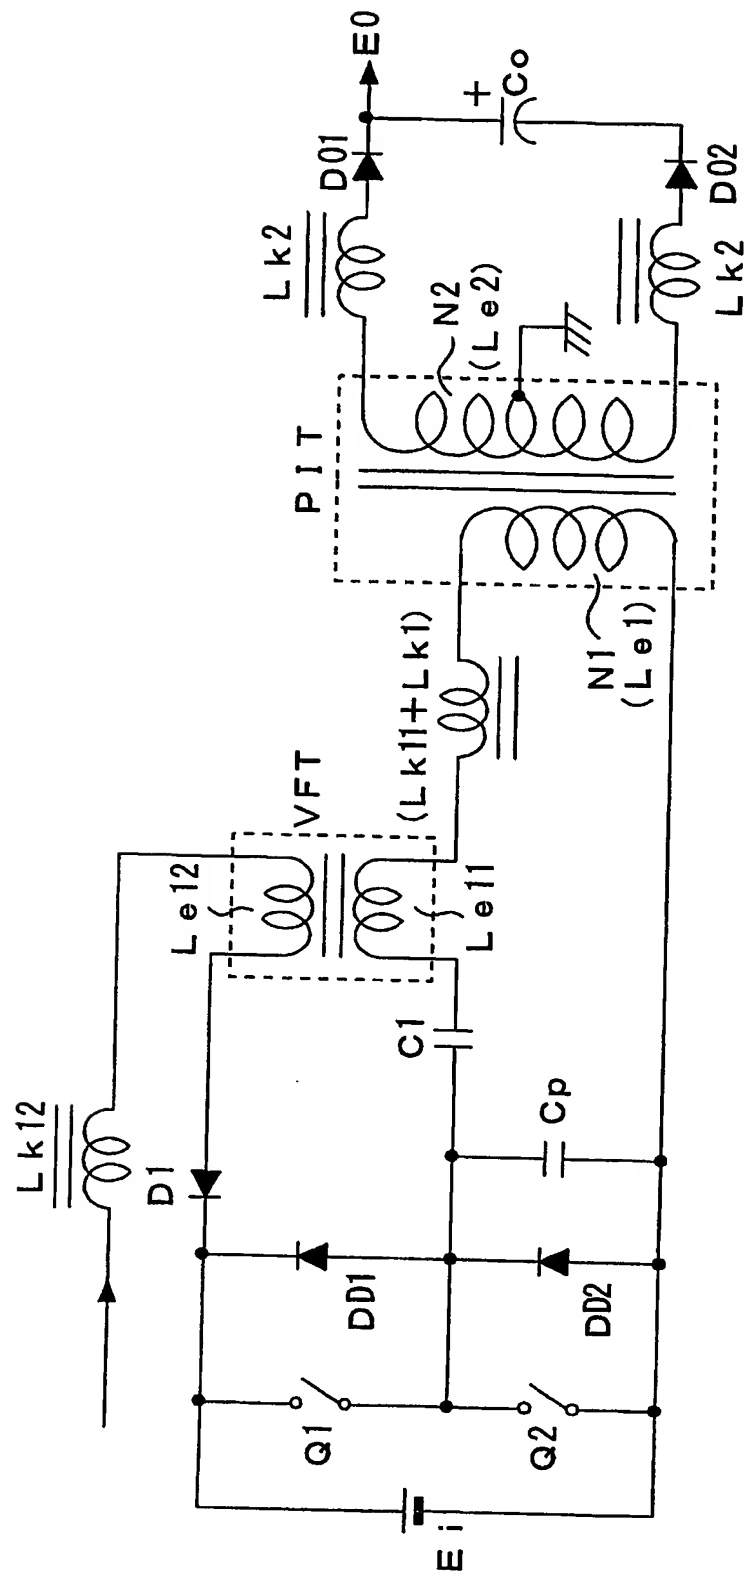 Lk12
D1
Le12
VFT
Le11
C1
Cp
DD1
DD2
Q1
Q2
Ei
(Lk11+Lk1)
PIT
N1
(Le1)
N2
(Le2)
Lk2
D01
E0
+
Co
Lk2
D02